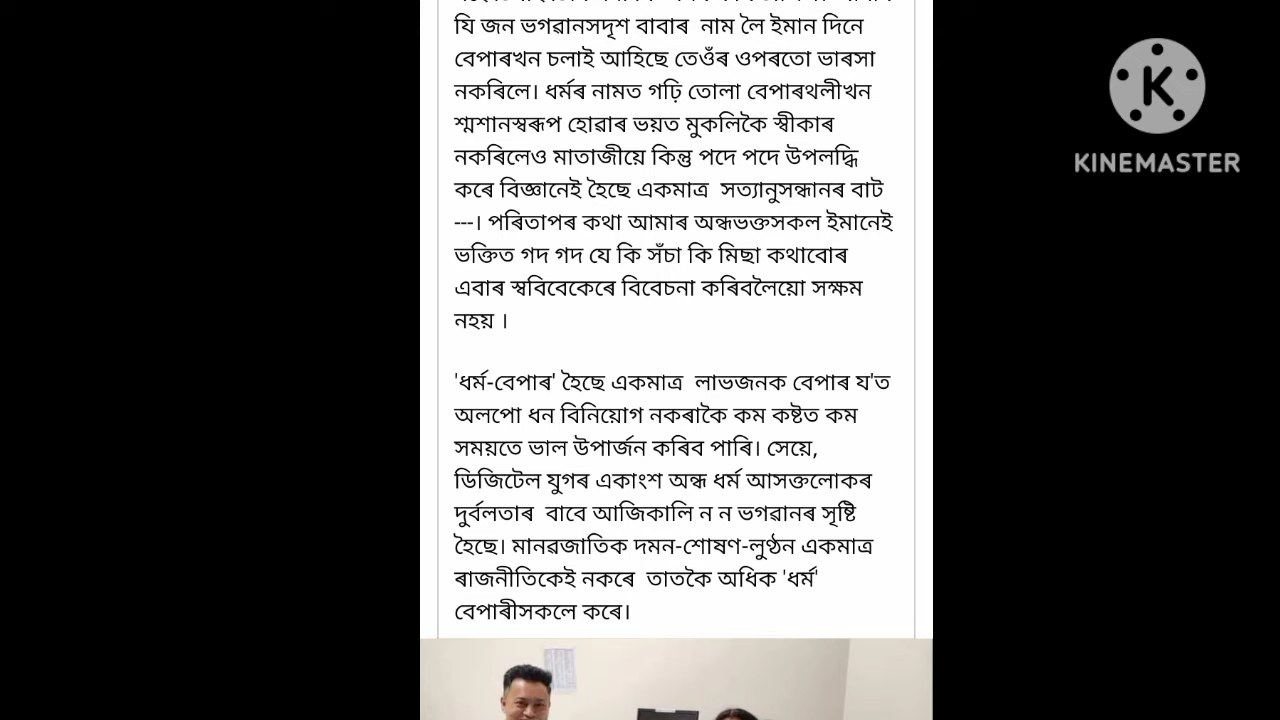 যি জন ভগৱানসদৃশ বাবাৰ নাম লৈ ইমান দিনে
বেপাৰখন চলাই আহিছে তেওঁৰ ওপৰতো ভাৰসা
নকৰিলে। ধৰ্মৰ নামত গঢ়ি তোলা বেপাৰথলীখন
শ্মশানস্বৰূপ হোৱাৰ ভয়ত মুকলিকৈ স্বীকাৰ
নকৰিলেও মাতাজীয়ে কিন্তু পদে পদে উপলদ্ধি
কৰে বিজ্ঞানেই হৈছে একমাত্ৰ সত্যানুসন্ধানৰ বাট
---। পৰিতাপৰ কথা আমাৰ অন্ধভক্তসকল ইমানেই
ভক্তিত গদ গদ যে কি সঁচা কি মিছা কথাবোৰ
এবাৰ স্ববিবেকেৰে বিবেচনা কৰিবলৈয়ো সক্ষম
নহয় ।
'ধৰ্ম-বেপাৰ' হৈছে একমাত্ৰ লাভজনক বেপাৰ য'ত
অলপো ধন বিনিয়োগ নকৰাকৈ কম কষ্টত কম
সময়তে ভাল উপাৰ্জন কৰিব পাৰি। সেয়ে,
ডিজিটেল যুগৰ একাংশ অন্ধ ধৰ্ম আসক্তলোকৰ
দুৰ্বলতাৰ বাবে আজিকালি ন ন ভগৱানৰ সৃষ্টি
হৈছে। মানৱজাতিক দমন-শোষণ-লুণ্ঠন একমাত্ৰ
ৰাজনীতিকেই নকৰে তাতকৈ অধিক 'ধৰ্ম'
বেপাৰীসকলে কৰে।
K
KINEMASTER